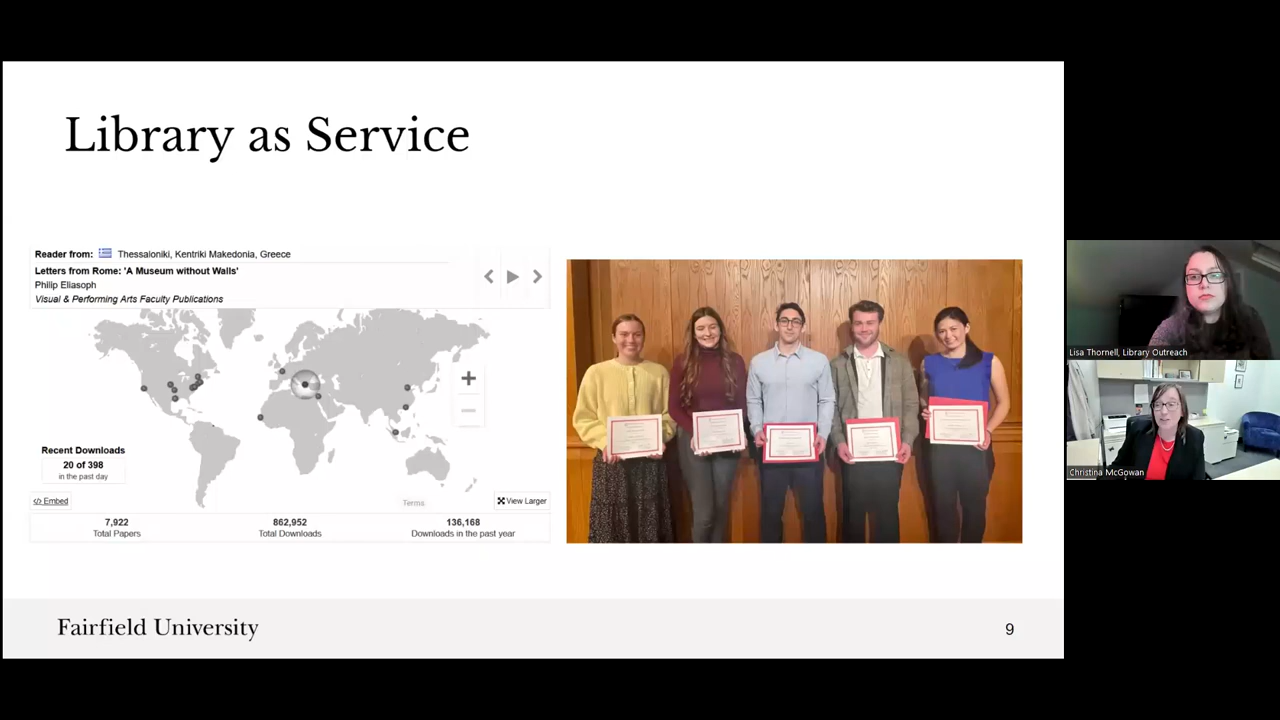 Library as Service
Reader from: Thessaloniki, Kentriki Makedonia, Greece
Letters from Rome: 'A Museum without Walls'
Philip Eliasoph
Visual & Performing Arts Faculty Publications
Recent Downloads
20 of 398
in the past day
</> Embed
Terms
View Larger
7,922
Total Papers
862,952
Total Downloads
136,168
Downloads in the past year
Fairfield University
9
Lisa Thornell, Library Outreach
Christina McGowan